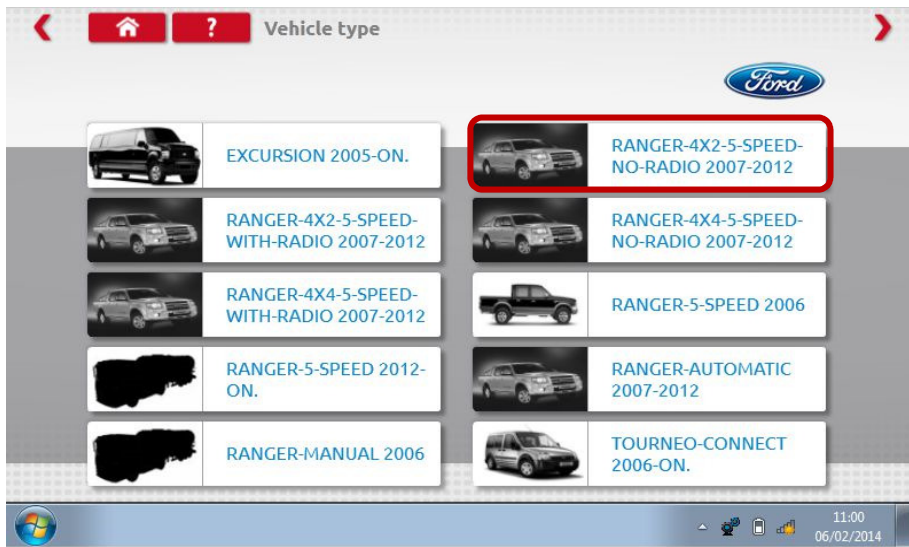 ?
Vehicle type
Ford
EXCURSION 2005-ON.
RANGER-4X2-5-SPEED-
NO-RADIO 2007-2012
RANGER-4X2-5-SPEED-
WITH-RADIO 2007-2012
RANGER-4X4-5-SPEED-
NO-RADIO 2007-2012
RANGER-4X4-5-SPEED-
WITH-RADIO 2007-2012
RANGER-5-SPEED 2006
RANGER-5-SPEED 2012-
ON.
RANGER-AUTOMATIC
2007-2012
RANGER-MANUAL 2006
TOURNEO-CONNECT
2006-ON.
11:00
06/02/2014